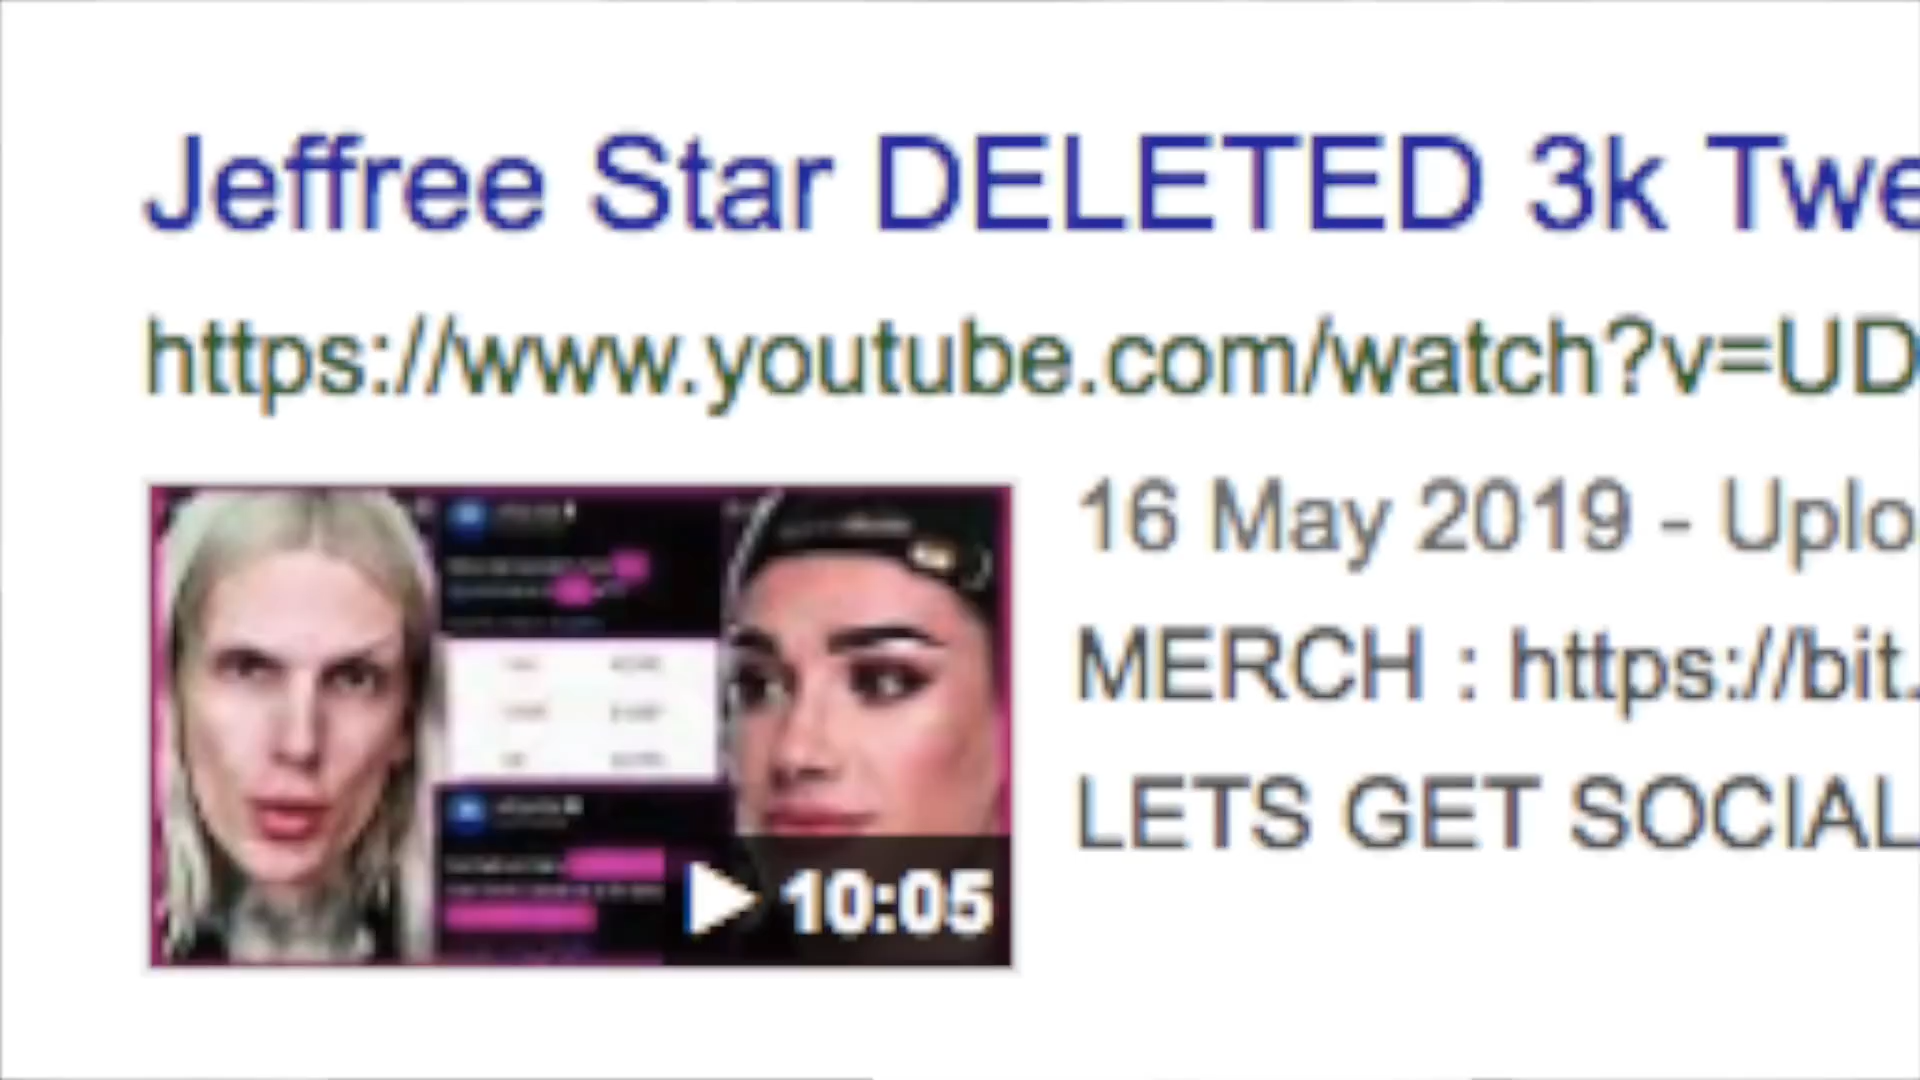 Jeffree Star DELETED 3k Twe
https://www.youtube.com/watch?v=UD
16 May 2019 - Uplo
MERCH : https://bit.
LETS GET SOCIAL
10:05